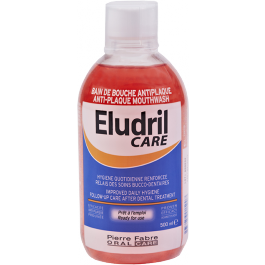 BAIN DE BOUCHE ANTIPLAQUE
ANTI-PLAQUE MOUTHWASH
Eludril
CARE
HYGIÈNE QUOTIDIENNE RENFORCÉE
RELAIS DES SOINS BUCCO-DENTAIRES
IMPROVED DAILY HYGIENE
FOLLOW-UP CARE AFTER DENTAL TREATMENT
Prêt à l'emploi
Ready for use
500 ml e
Pierre Fabre
ORAL CARE